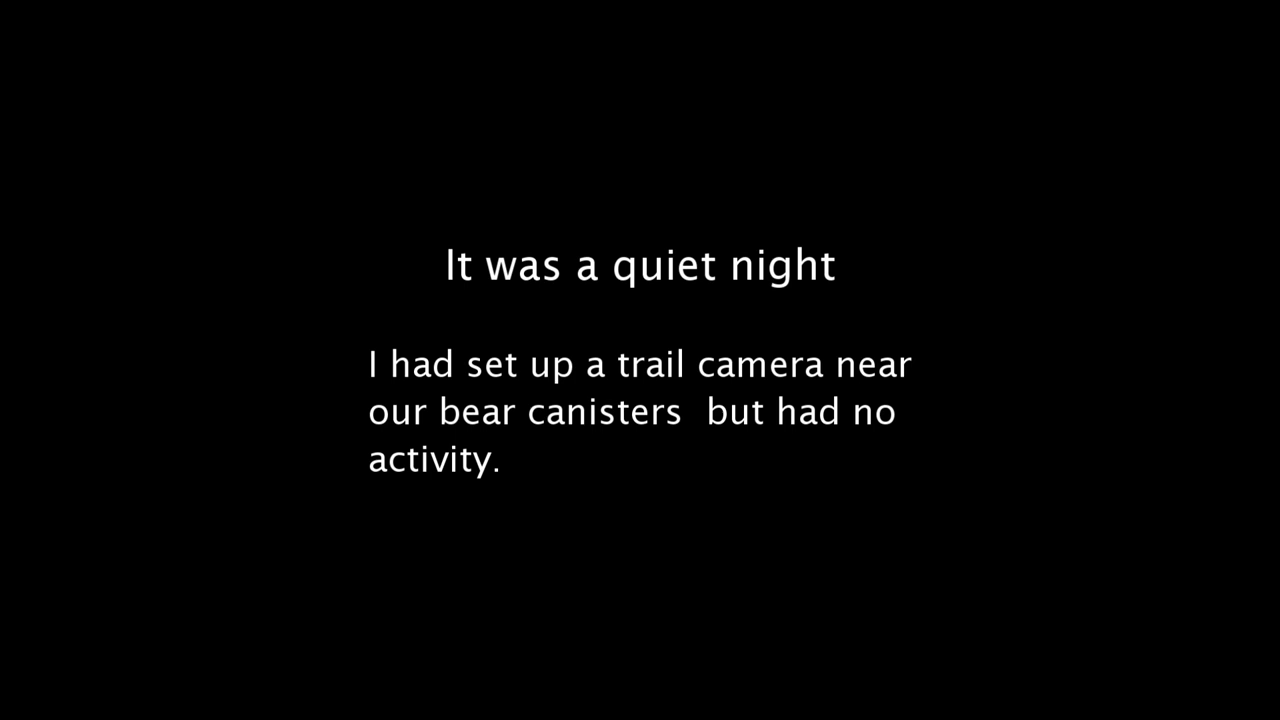 It was a quiet night
I had set up a trail camera near
our bear canisters  but had no
activity.